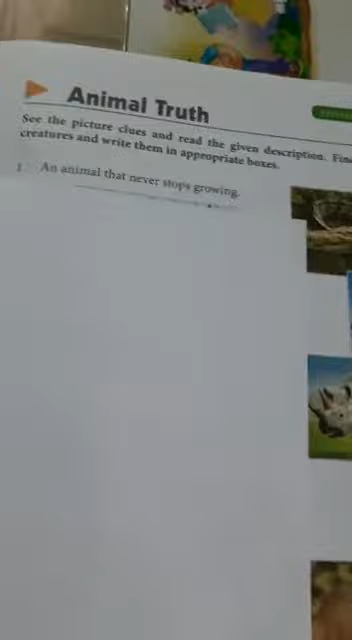 Animal Truth
See the picture clues and read the given description. Find
creatures and write them in appropriate boxes.
1. An animal that never stops growing.